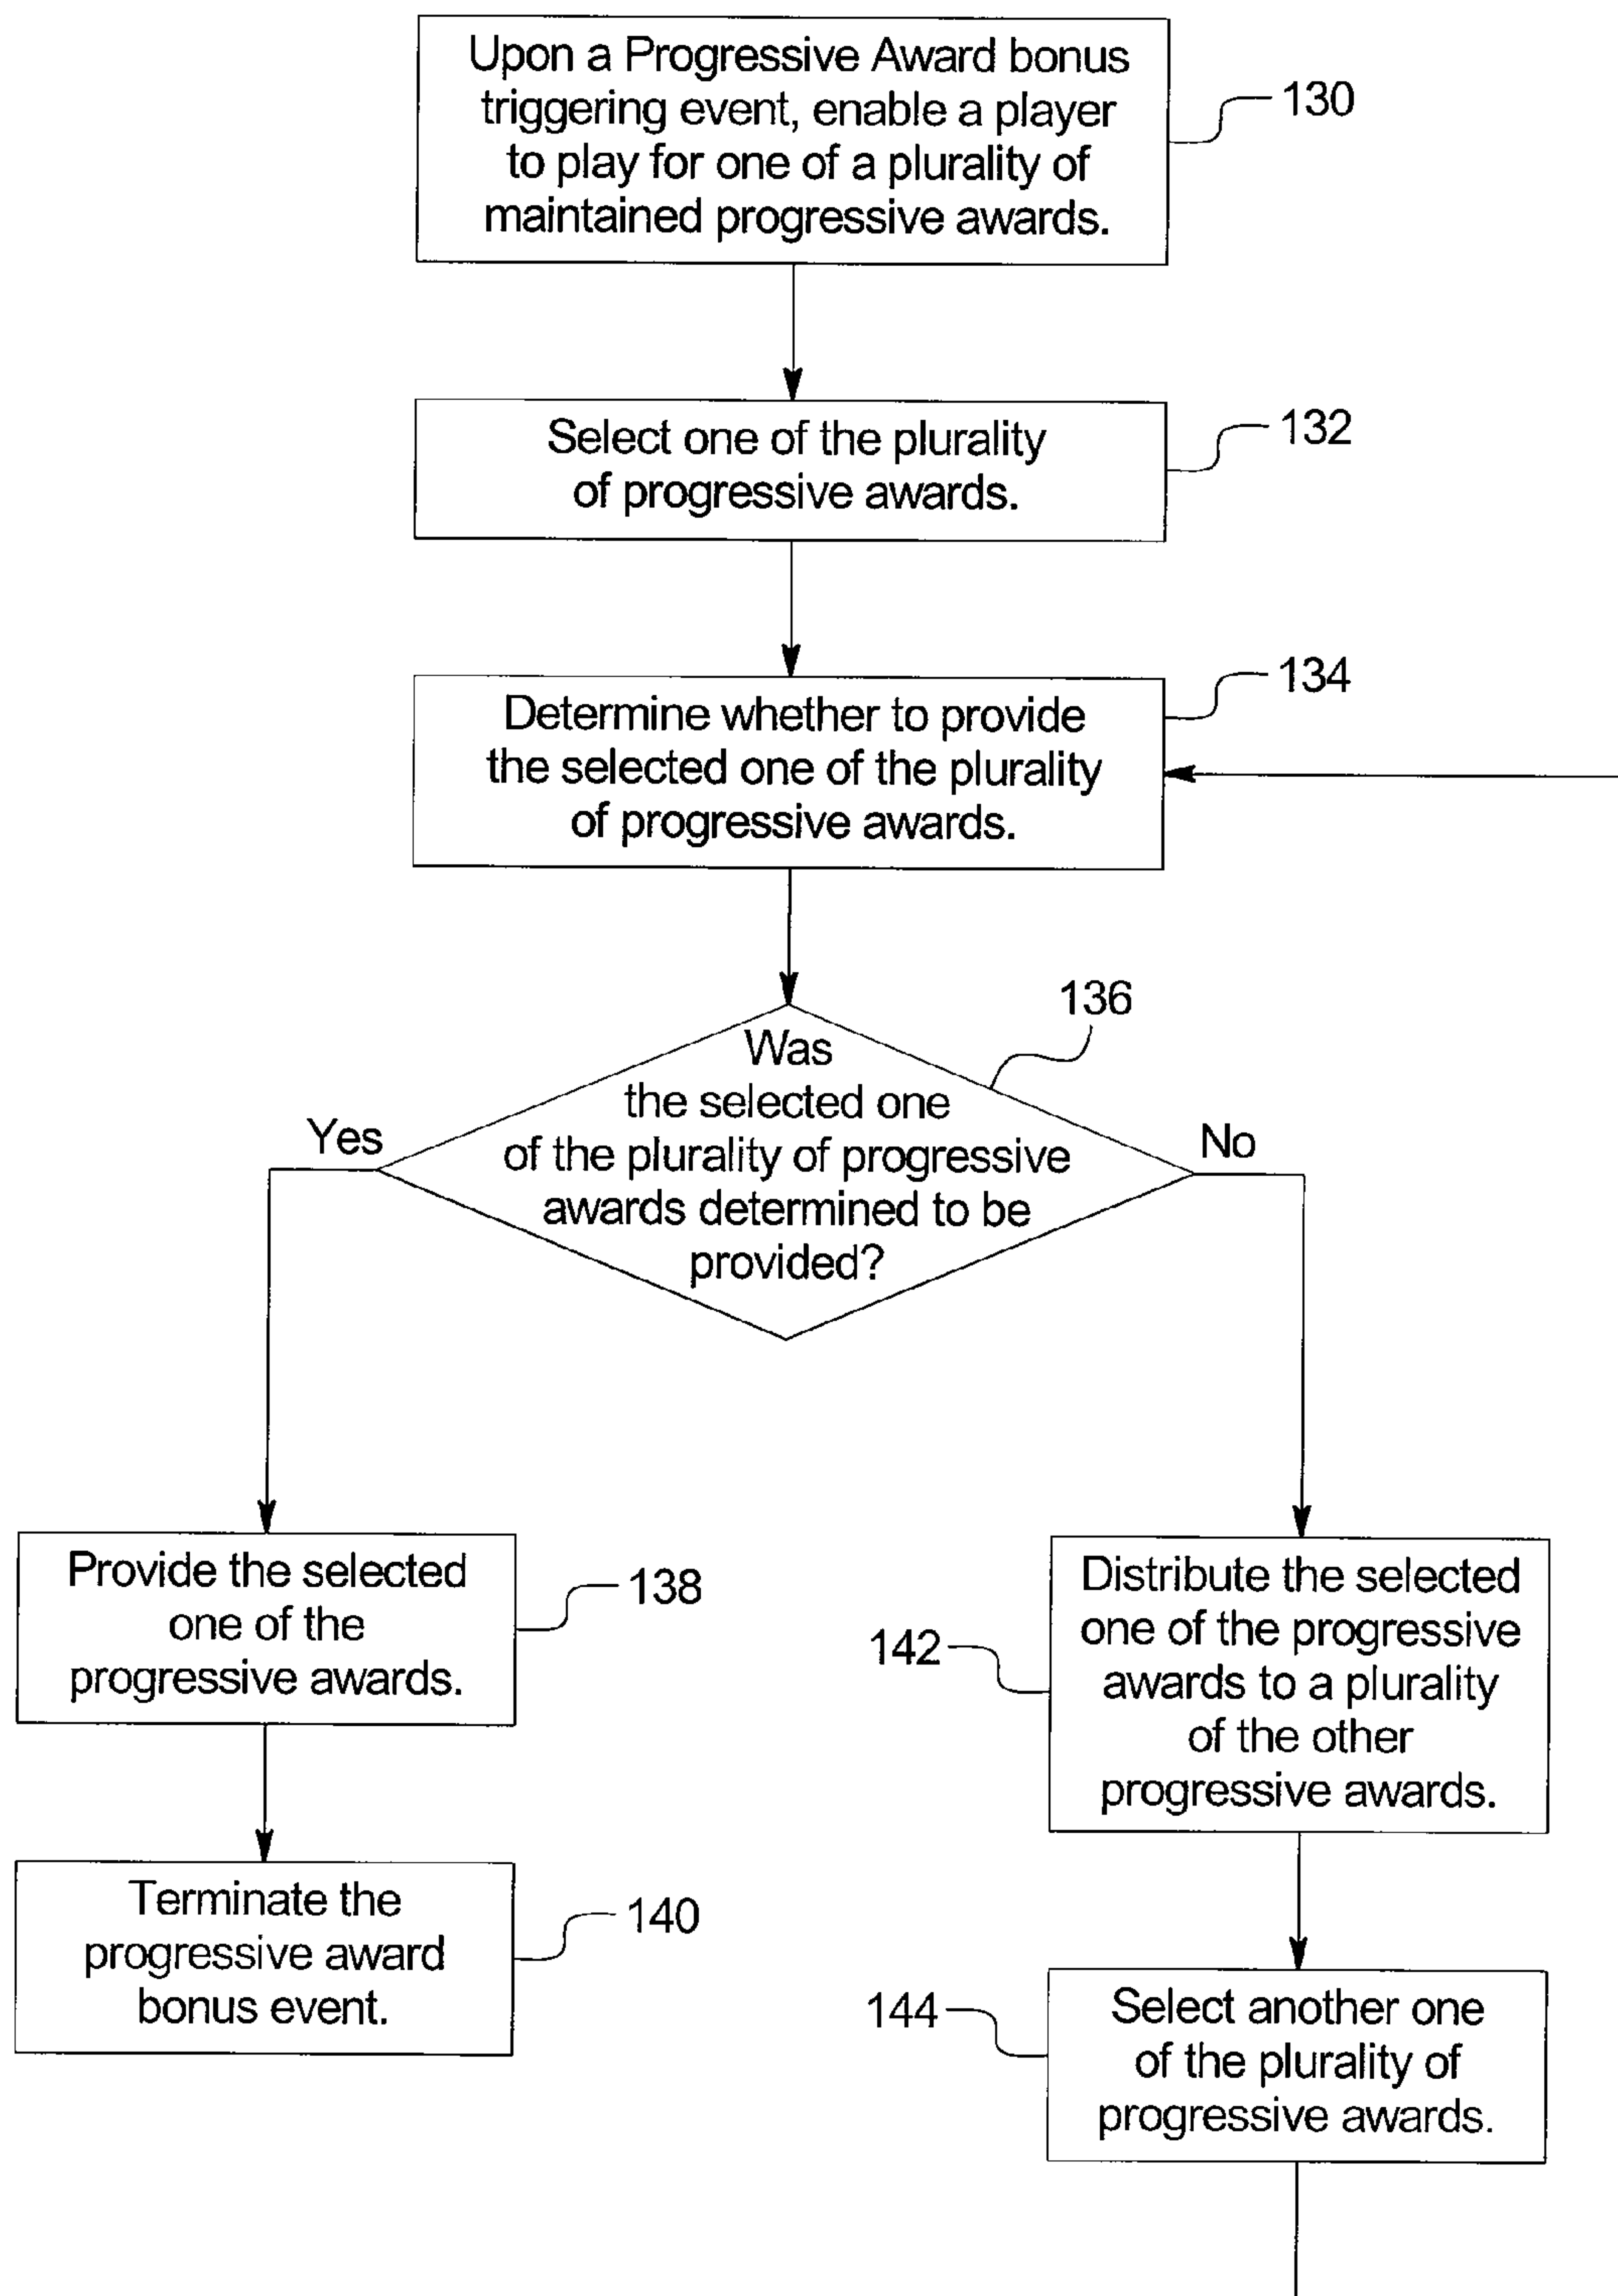 Upon a Progressive Award bonus
triggering event, enable a player
to play for one of a plurality of
maintained progressive awards.
130
Select one of the plurality
of progressive awards.
132
Determine whether to provide
the selected one of the plurality
of progressive awards.
134
136
Was
the selected one
of the plurality of progressive
awards determined to be
provided?
Yes
No
Provide the selected
one of the
progressive awards.
138
Terminate the
progressive award
bonus event.
140
Distribute the selected
one of the progressive
awards to a plurality
of the other
progressive awards.
142
Select another one
of the plurality of
progressive awards.
144